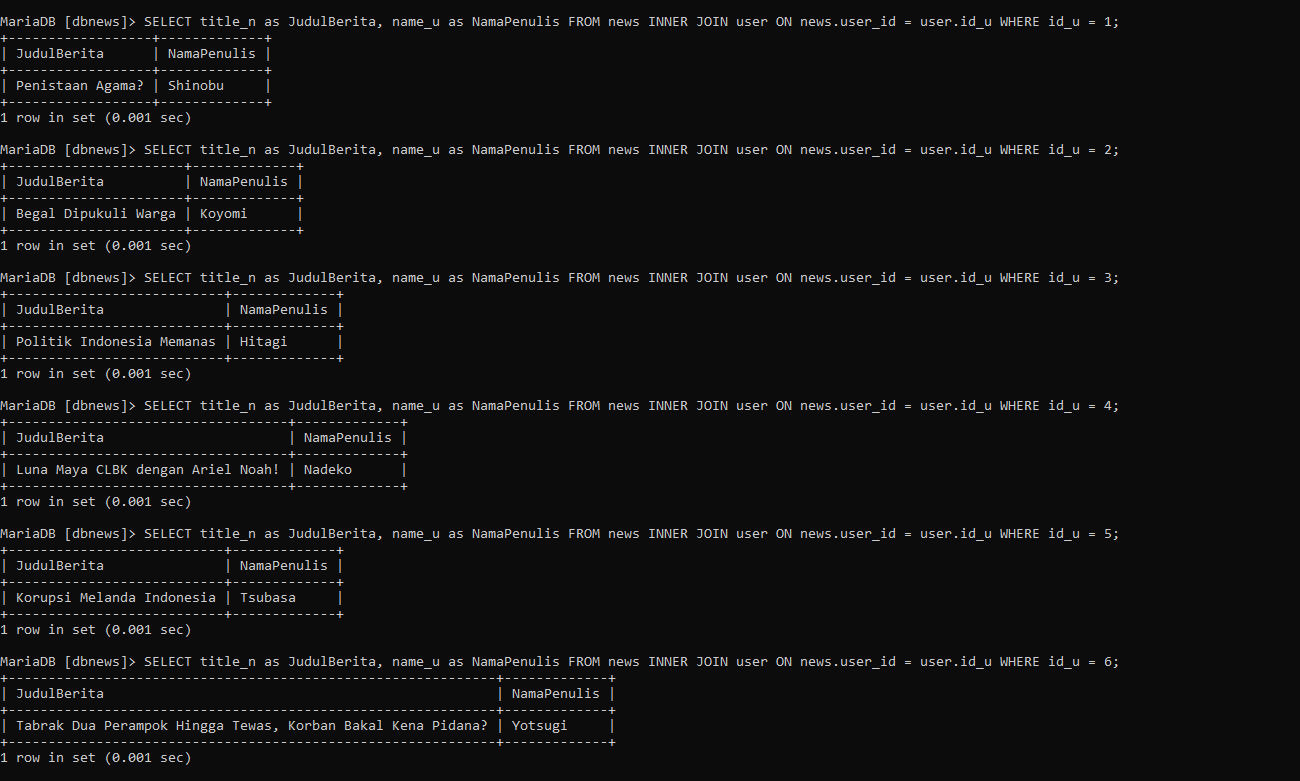 MariaDB [dbnews]> SELECT title_n as JudulBerita, name_u as NamaPenulis FROM news INNER JOIN user ON news.user_id = user.id_u WHERE id_u = 1;
+------------------+-------------+
| JudulBerita      | NamaPenulis |
+------------------+-------------+
| Penistaan Agama? | Shinobu     |
+------------------+-------------+
1 row in set (0.001 sec)
MariaDB [dbnews]> SELECT title_n as JudulBerita, name_u as NamaPenulis FROM news INNER JOIN user ON news.user_id = user.id_u WHERE id_u = 2;
+----------------------+-------------+
| JudulBerita          | NamaPenulis |
+----------------------+-------------+
| Begal Dipukuli Warga | Koyomi      |
+----------------------+-------------+
1 row in set (0.001 sec)
MariaDB [dbnews]> SELECT title_n as JudulBerita, name_u as NamaPenulis FROM news INNER JOIN user ON news.user_id = user.id_u WHERE id_u = 3;
+---------------------------+-------------+
| JudulBerita               | NamaPenulis |
+---------------------------+-------------+
| Politik Indonesia Memanas | Hitagi      |
+---------------------------+-------------+
1 row in set (0.001 sec)
MariaDB [dbnews]> SELECT title_n as JudulBerita, name_u as NamaPenulis FROM news INNER JOIN user ON news.user_id = user.id_u WHERE id_u = 4;
+-----------------------------------+-------------+
| JudulBerita                       | NamaPenulis |
+-----------------------------------+-------------+
| Luna Maya CLBK dengan Ariel Noah! | Nadeko      |
+-----------------------------------+-------------+
1 row in set (0.001 sec)
MariaDB [dbnews]> SELECT title_n as JudulBerita, name_u as NamaPenulis FROM news INNER JOIN user ON news.user_id = user.id_u WHERE id_u = 5;
+---------------------------+-------------+
| JudulBerita               | NamaPenulis |
+---------------------------+-------------+
| Korupsi Melanda Indonesia | Tsubasa     |
+---------------------------+-------------+
1 row in set (0.001 sec)
MariaDB [dbnews]> SELECT title_n as JudulBerita, name_u as NamaPenulis FROM news INNER JOIN user ON news.user_id = user.id_u WHERE id_u = 6;
+-------------------------------------------------------------+-------------+
| JudulBerita                                                 | NamaPenulis |
+-------------------------------------------------------------+-------------+
| Tabrak Dua Perampok Hingga Tewas, Korban Bakal Kena Pidana? | Yotsugi     |
+-------------------------------------------------------------+-------------+
1 row in set (0.001 sec)